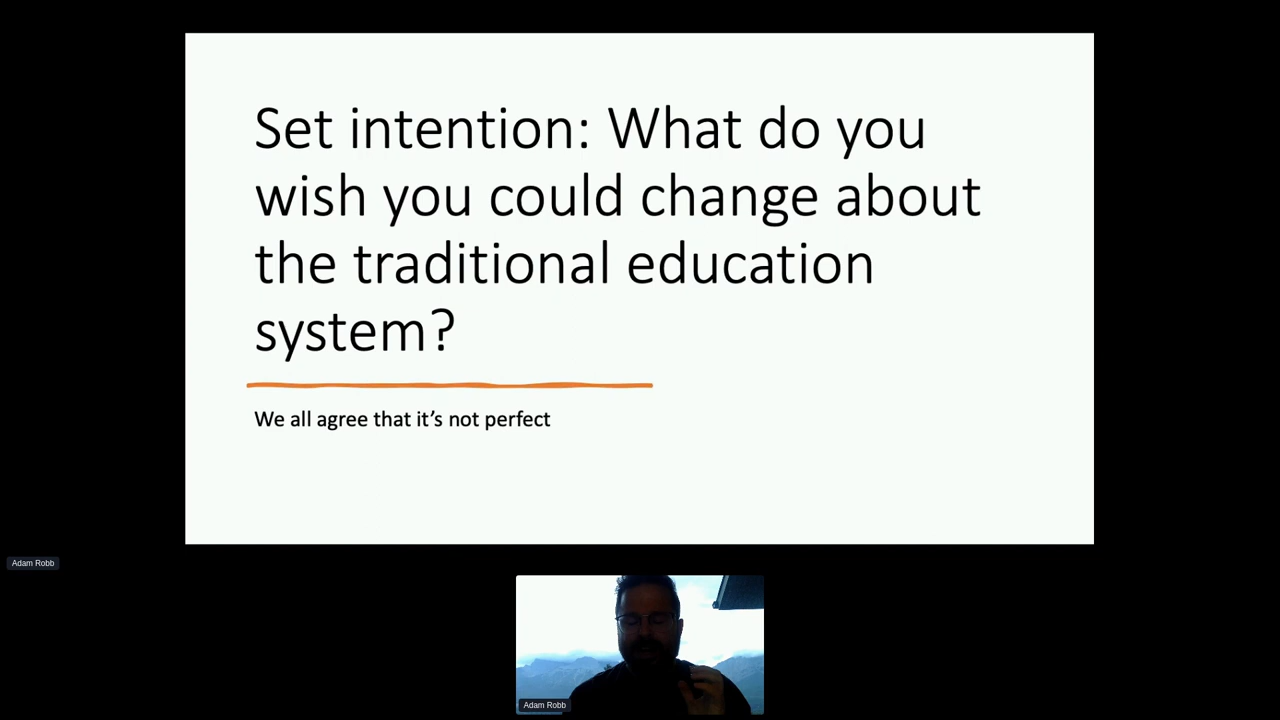 Set intention: What do you
wish you could change about
the traditional education
system?
We all agree that it’s not perfect
Adam Robb
Adam Robb